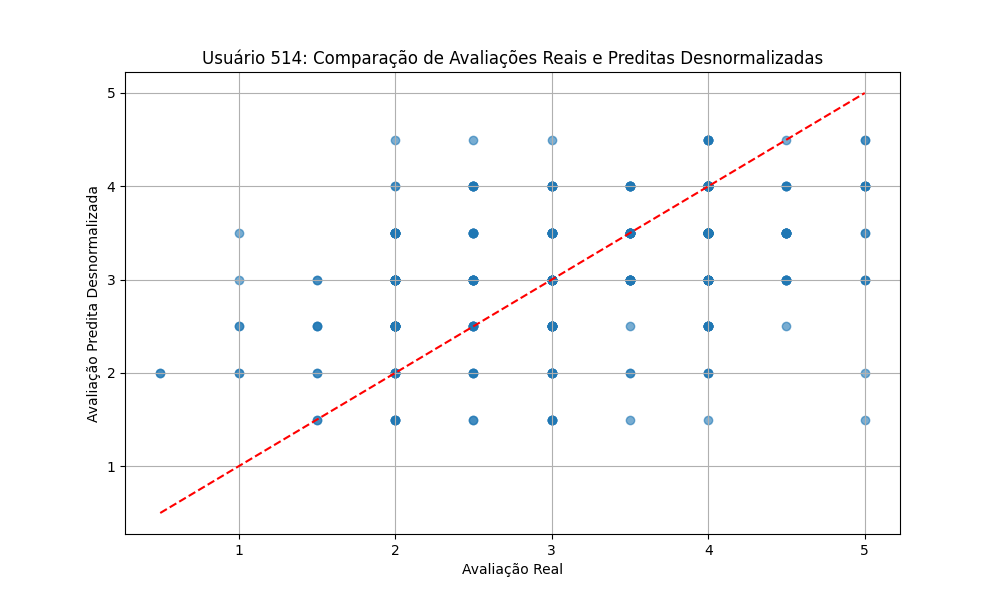 Usuário 514: Comparação de Avaliações Reais e Preditas Desnormalizadas
Avaliação Predita Desnormalizada
5
4
3
2
1
1 2 3 4 5
Avaliação Real